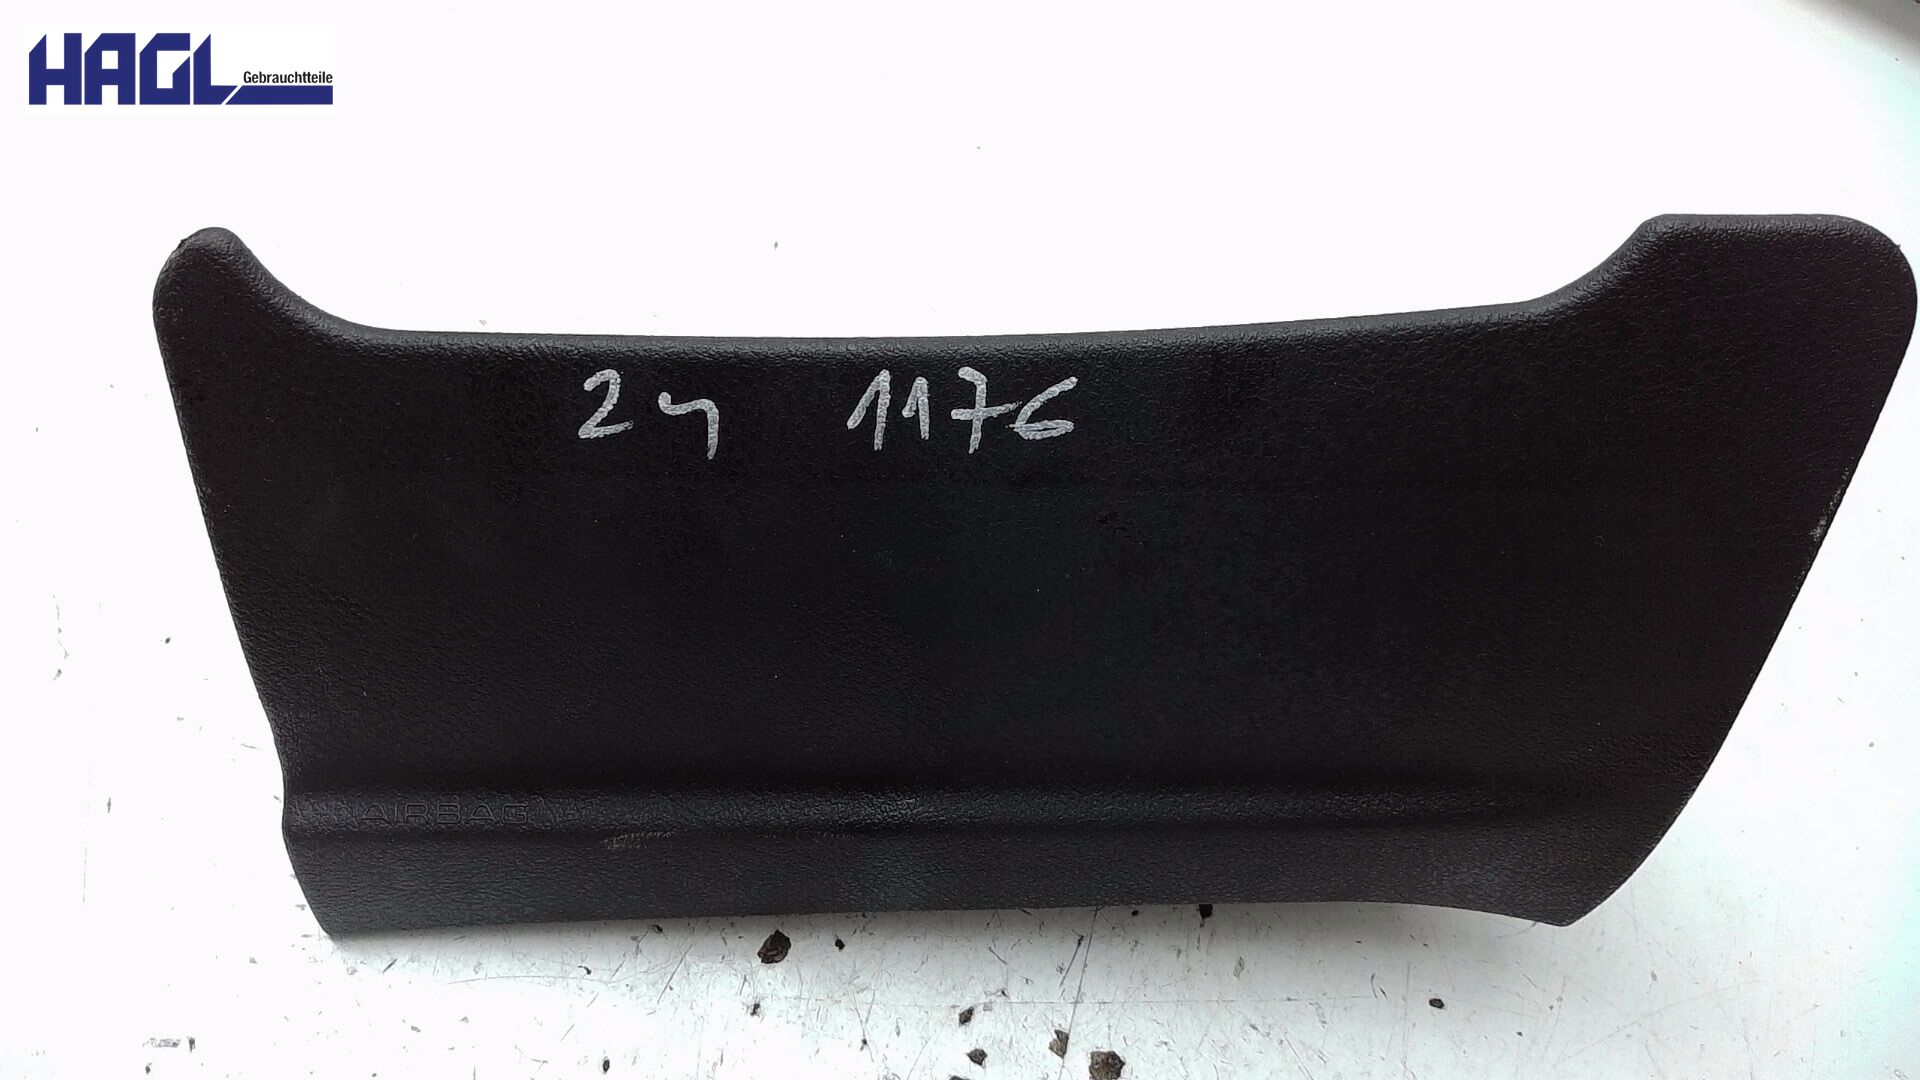 HAGL
Gebrauchtteile
24 1176
AIRBAG